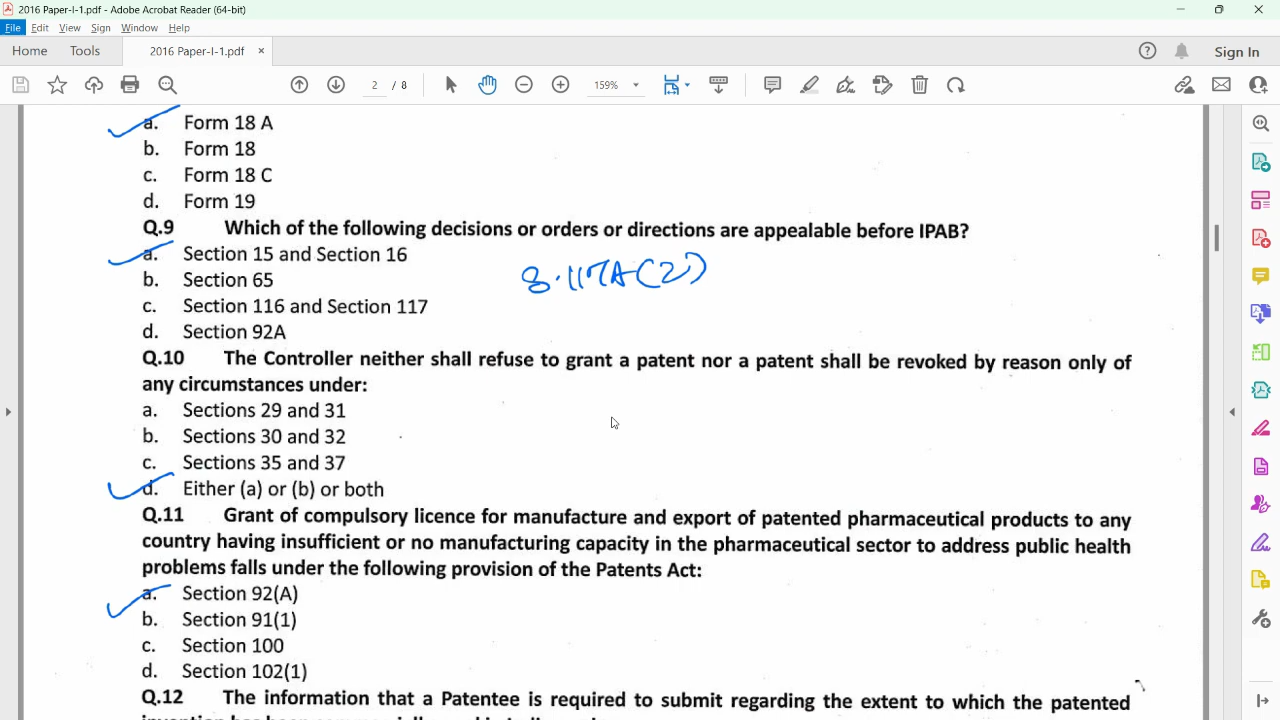 2016 Paper-I-1.pdf - Adobe Acrobat Reader (64-bit)
File Edit View Sign Window Help
Home Tools 2016 Paper-I-1.pdf × Sign In
2 / 8 159%
a. Form 18 A
b. Form 18
c. Form 18 C
d. Form 19
Q.9 Which of the following decisions or orders or directions are appealable before IPAB?
a. Section 15 and Section 16
b. Section 65
S.117A(2)
c. Section 116 and Section 117
d. Section 92A
Q.10 The Controller neither shall refuse to grant a patent nor a patent shall be revoked by reason only of
any circumstances under:
a. Sections 29 and 31
b. Sections 30 and 32
c. Sections 35 and 37
d. Either (a) or (b) or both
Q.11 Grant of compulsory licence for manufacture and export of patented pharmaceutical products to any
country having insufficient or no manufacturing capacity in the pharmaceutical sector to address public health
problems falls under the following provision of the Patents Act:
a. Section 92(A)
b. Section 91(1)
c. Section 100
d. Section 102(1)
Q.12 The information that a Patentee is required to submit regarding the extent to which the patented